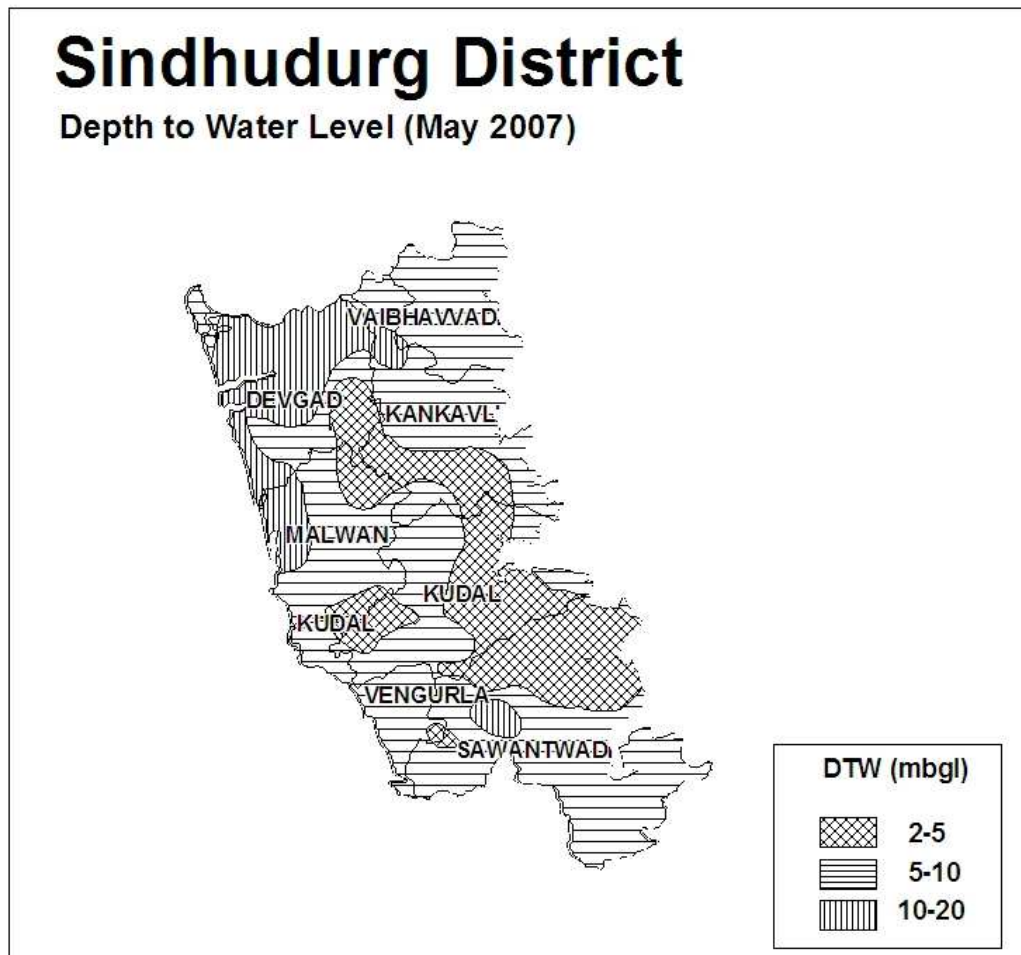 Sindhudurg District
Depth to Water Level (May 2007)
VAIBHAVVAD
DEVGAD
KANKAVL'
MALWAN
KUDAL
KUDAL
VENGURLA
SAWANTWAD
DTW (mbgl)
2-5
5-10
10-20